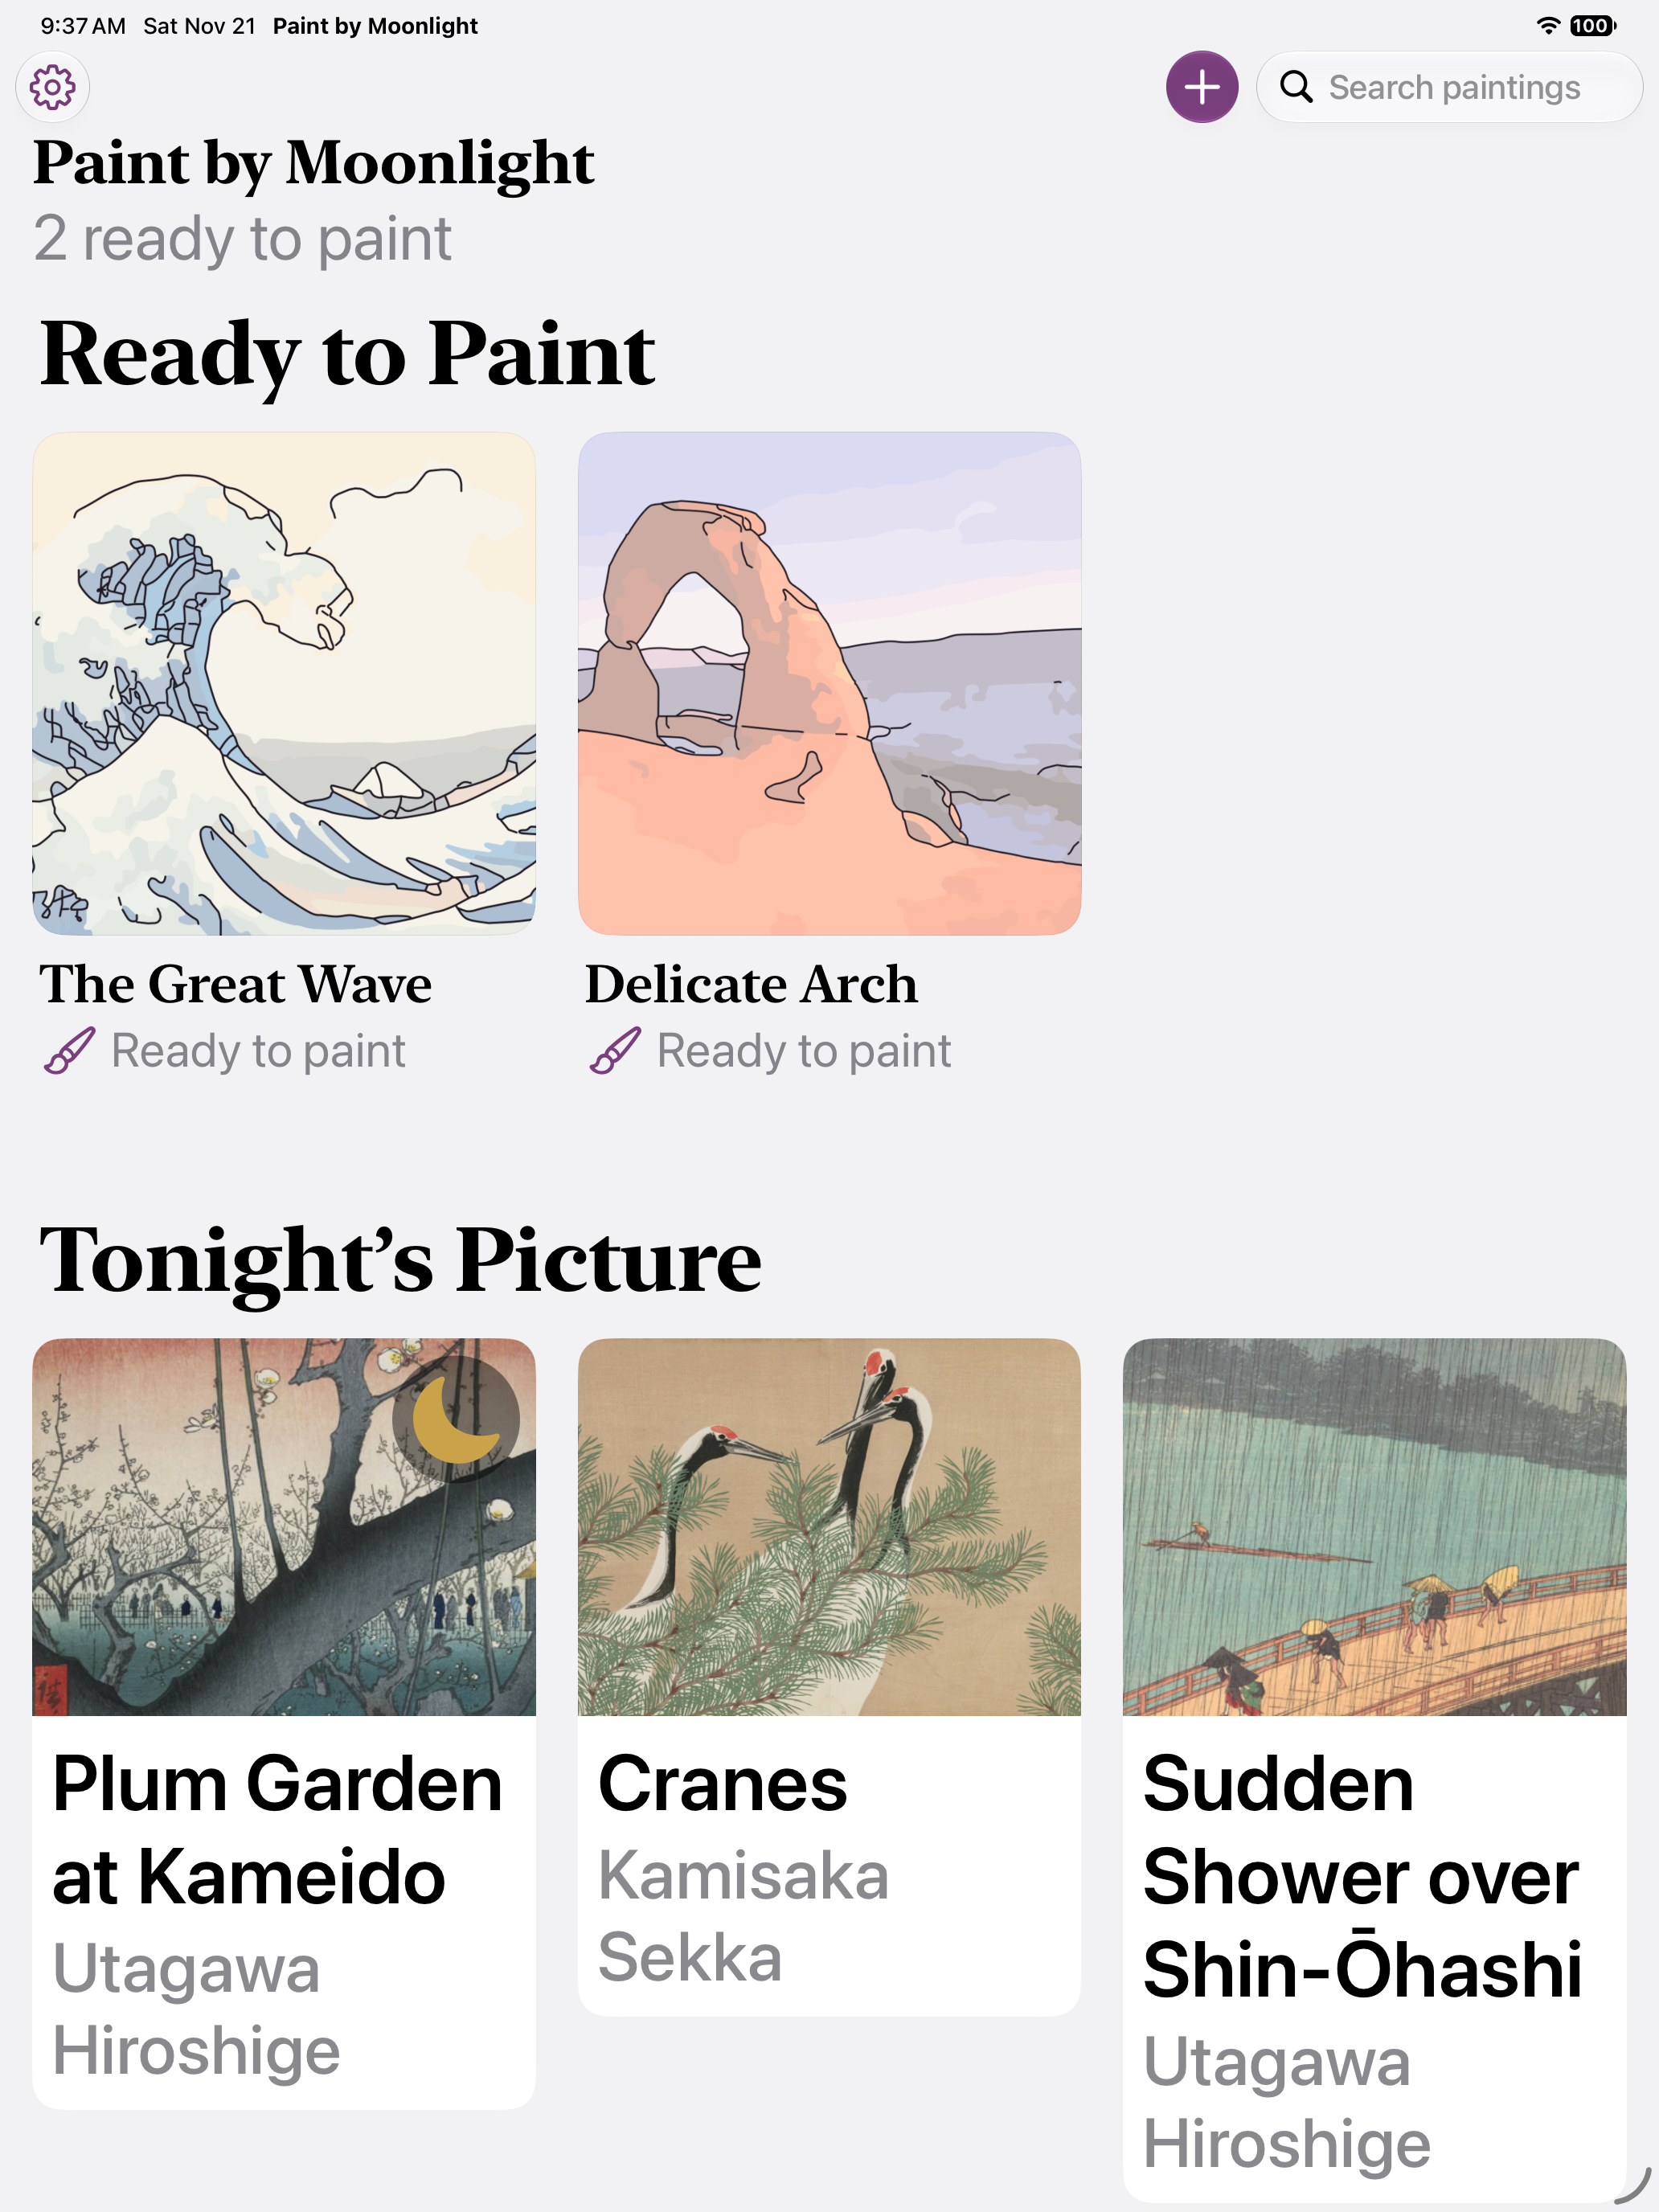 9:37 AM Sat Nov 21 Paint by Moonlight
100
Search paintings
Paint by Moonlight
2 ready to paint
Ready to Paint
The Great Wave
Ready to paint
Delicate Arch
Ready to paint
Tonight’s Picture
Plum Garden
at Kameido
Utagawa
Hiroshige
Cranes
Kamisaka
Sekka
Sudden
Shower over
Shin-Ōhashi
Utagawa
Hiroshige